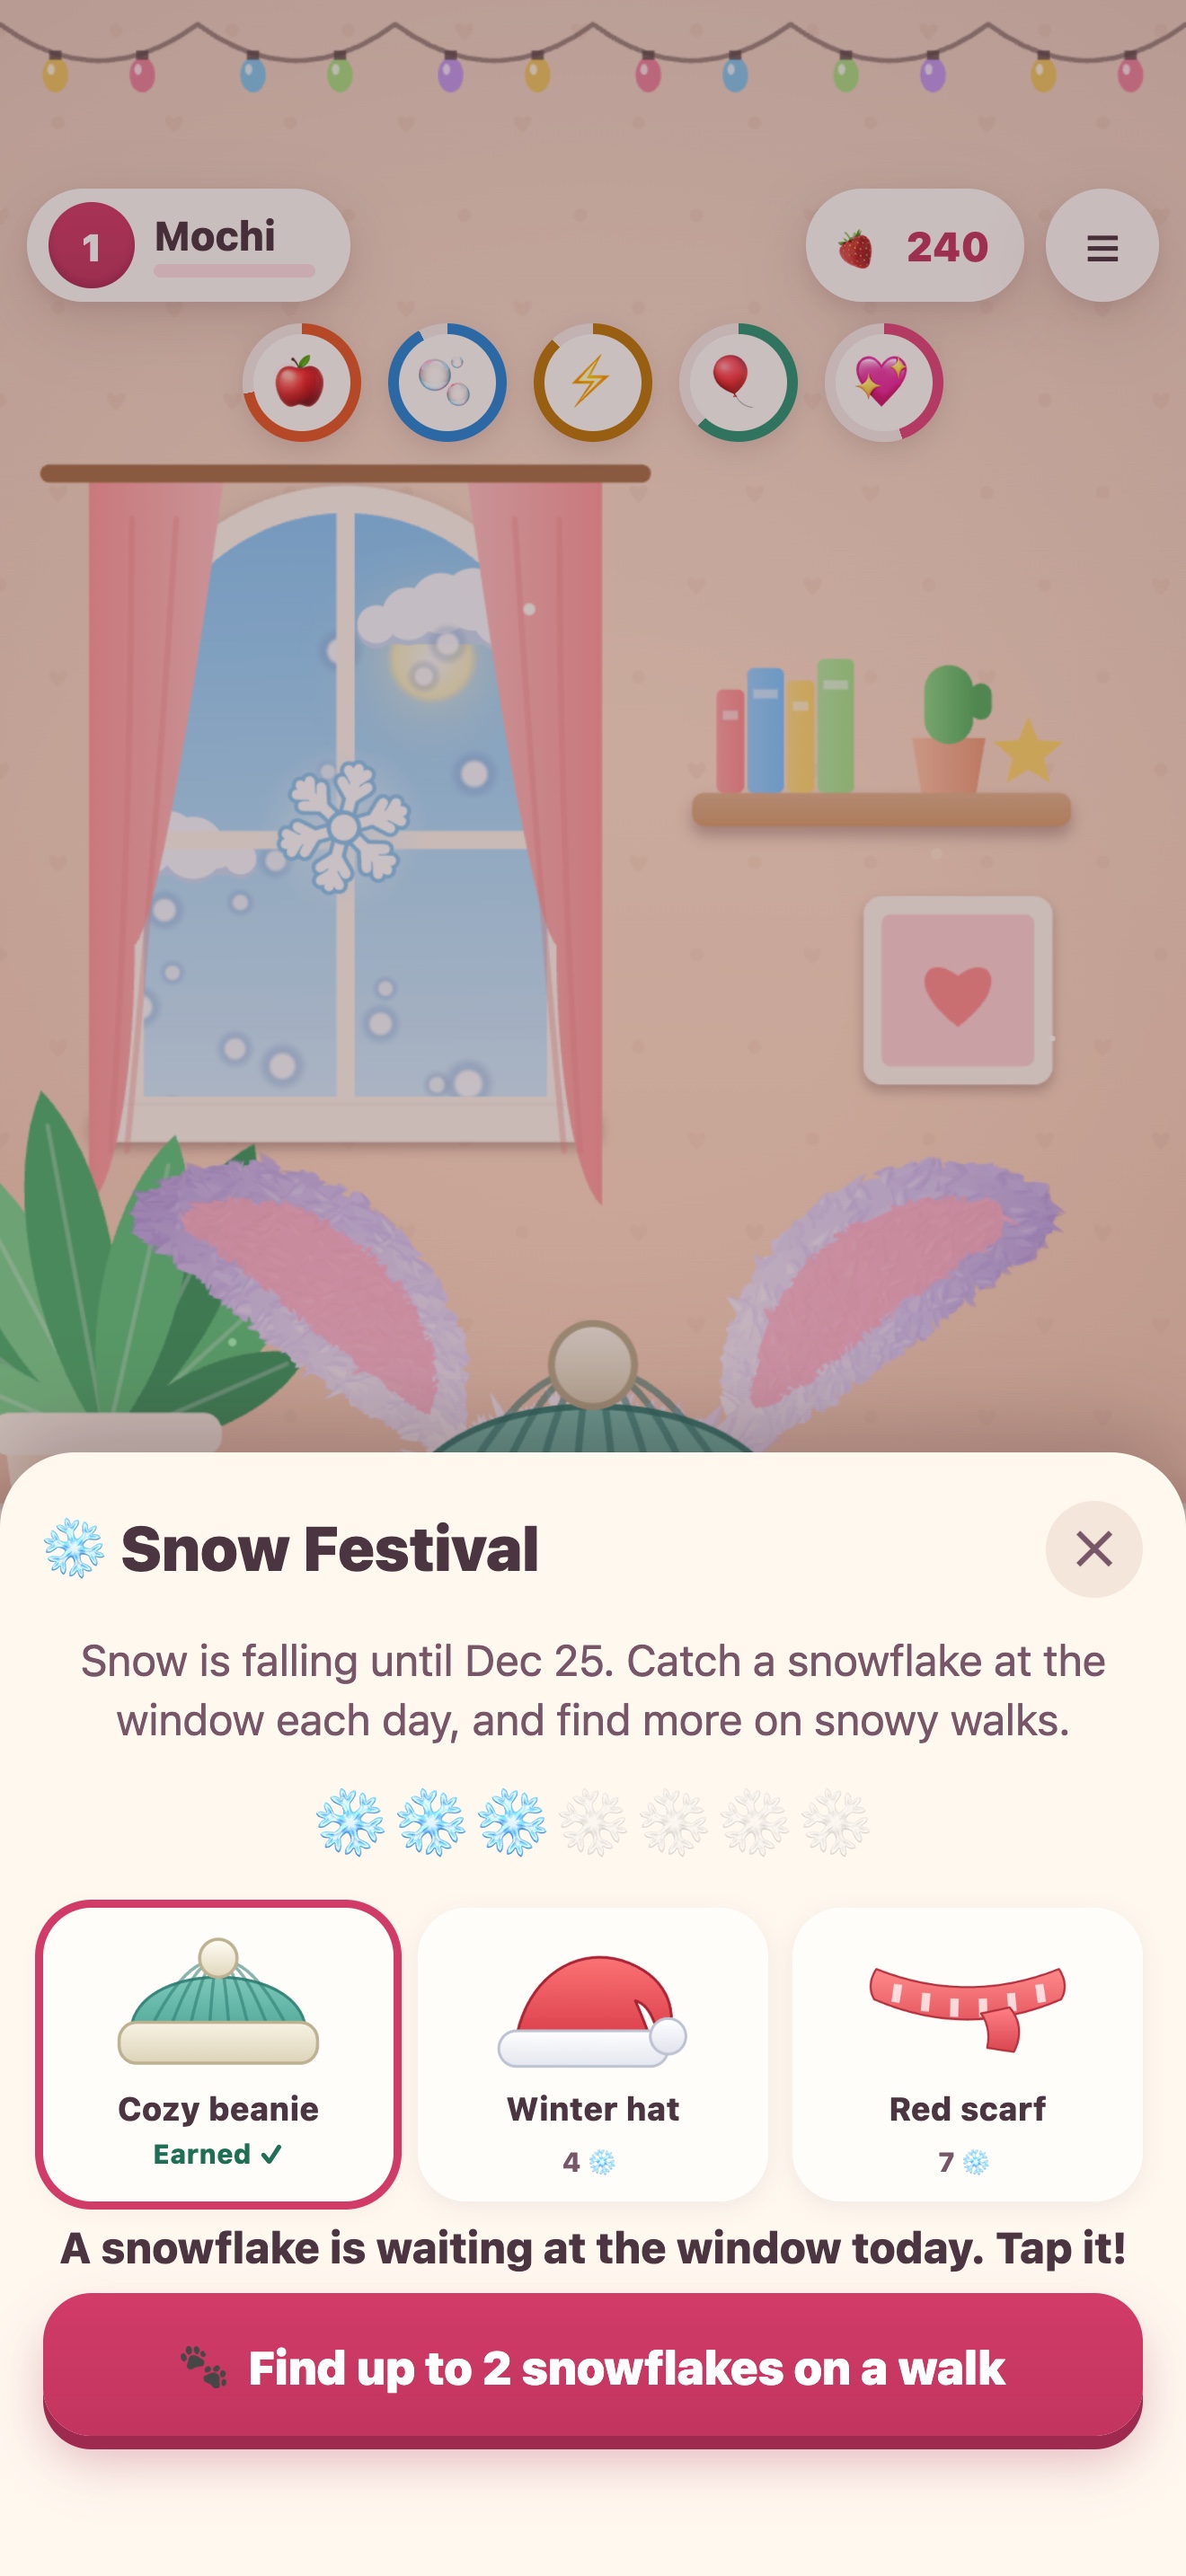 1
Mochi
240
Snow Festival
Snow is falling until Dec 25. Catch a snowflake at the
window each day, and find more on snowy walks.
Cozy beanie
Earned ✓
Winter hat
4
Red scarf
7
A snowflake is waiting at the window today. Tap it!
Find up to 2 snowflakes on a walk